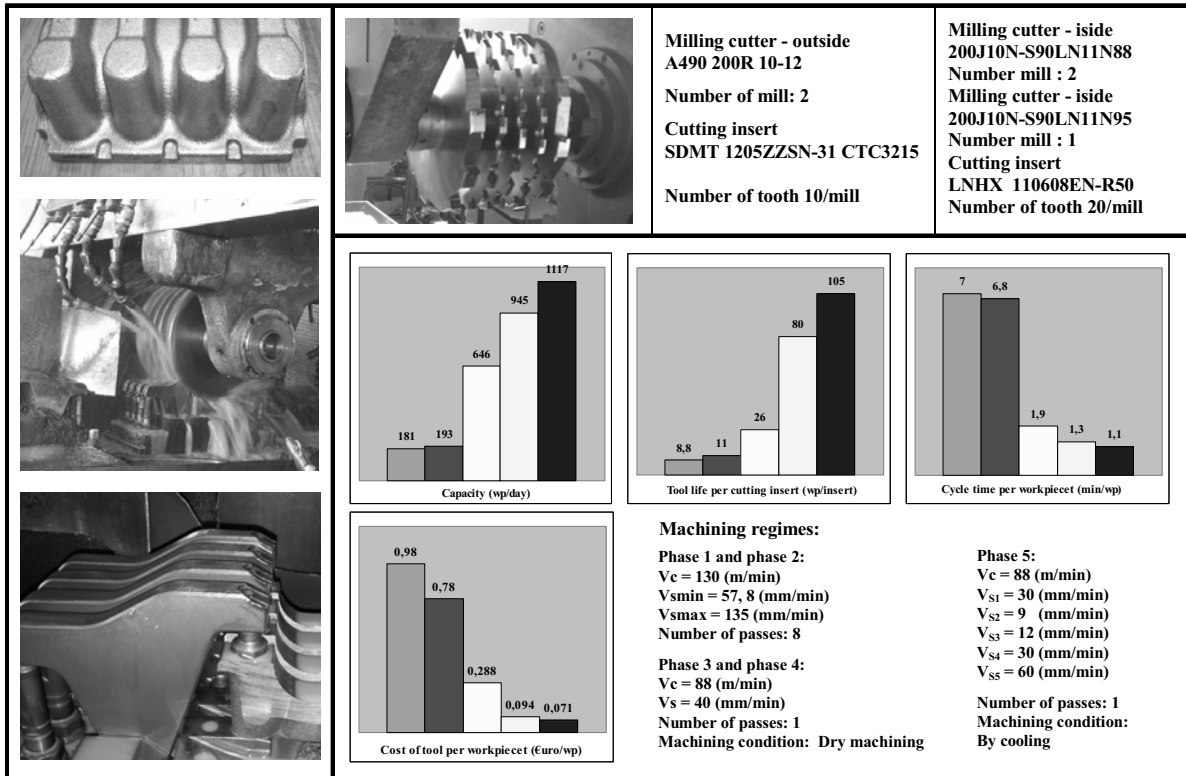 Milling cutter - outside
A490 200R 10-12
Number of mill: 2
Cutting insert
SDMT 1205ZZSN-31 CTC3215
Number of tooth 10/mill
Milling cutter - iside
200J10N-S90LN11N88
Number mill : 2
Milling cutter - iside
200J10N-S90LN11N95
Number mill : 1
Cutting insert
LNHX 110608EN-R50
Number of tooth 20/mill
181
193
646
945
1117
Capacity (wp/day)
8,8
11
26
80
105
Tool life per cutting insert (wp/insert)
7
6,8
1,9
1,3
1,1
Cycle time per workpiecet (min/wp)
0,98
0,78
0,288
0,094
0,071
Cost of tool per workpiecet (€uro/wp)
Machining regimes:
Phase 1 and phase 2:
Vc = 130 (m/min)
Vsmin = 57, 8 (mm/min)
Vsmax = 135 (mm/min)
Number of passes: 8
Phase 3 and phase 4:
Vc = 88 (m/min)
Vs = 40 (mm/min)
Number of passes: 1
Machining condition: Dry machining
Phase 5:
Vc = 88 (m/min)
VS1 = 30 (mm/min)
VS2 = 9 (mm/min)
VS3 = 12 (mm/min)
VS4 = 30 (mm/min)
VS5 = 60 (mm/min)
Number of passes: 1
Machining condition:
By cooling